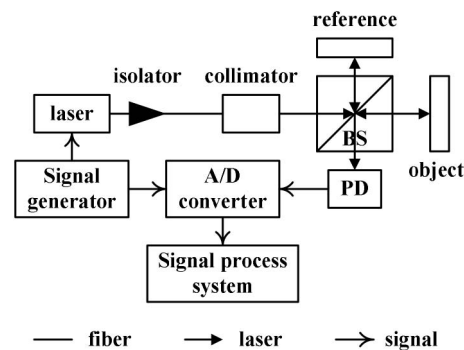 reference
isolator collimator
laser
BS
object
Signal
generator
A/D
converter
PD
Signal process
system
fiber laser signal